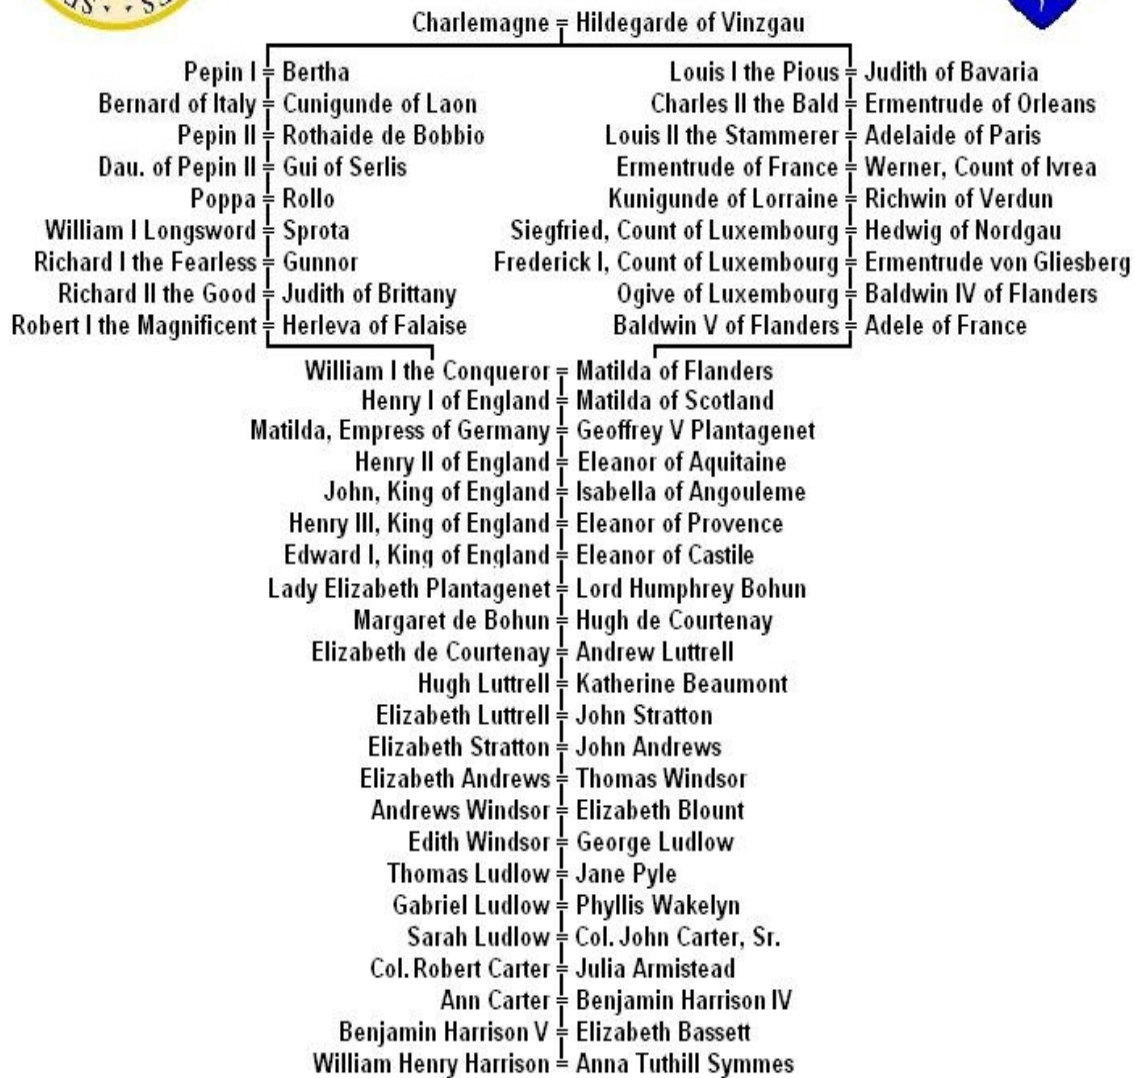 Charlemagne = Hildegarde of Vinzgau
Pepin I = Bertha
Bernard of Italy = Cunigunde of Laon
Pepin II = Rothaide de Bobbio
Dau. of Pepin II = Gui of Serlis
Poppa = Rollo
William I Longsword = Sprota
Richard I the Fearless = Gunnor
Richard II the Good = Judith of Brittany
Robert I the Magnificent = Herleva of Falaise
Louis I the Pious = Judith of Bavaria
Charles II the Bald = Ermentrude of Orleans
Louis II the Stammerer = Adelaide of Paris
Ermentrude of France = Werner, Count of Ivrea
Kunigunde of Lorraine = Richwin of Verdun
Siegfried, Count of Luxembourg = Hedwig of Nordgau
Frederick I, Count of Luxembourg = Ermentrude von Gliesberg
Ogive of Luxembourg = Baldwin IV of Flanders
Baldwin V of Flanders = Adele of France
William I the Conqueror = Matilda of Flanders
Henry I of England = Matilda of Scotland
Matilda, Empress of Germany = Geoffrey V Plantagenet
Henry II of England = Eleanor of Aquitaine
John, King of England = Isabella of Angouleme
Henry III, King of England = Eleanor of Provence
Edward I, King of England = Eleanor of Castile
Lady Elizabeth Plantagenet = Lord Humphrey Bohun
Margaret de Bohun = Hugh de Courtenay
Elizabeth de Courtenay = Andrew Luttrell
Hugh Luttrell = Katherine Beaumont
Elizabeth Luttrell = John Stratton
Elizabeth Stratton = John Andrews
Elizabeth Andrews = Thomas Windsor
Andrews Windsor = Elizabeth Blount
Edith Windsor = George Ludlow
Thomas Ludlow = Jane Pyle
Gabriel Ludlow = Phyllis Wakelyn
Sarah Ludlow = Col. John Carter, Sr.
Col. Robert Carter = Julia Armistead
Ann Carter = Benjamin Harrison IV
Benjamin Harrison V = Elizabeth Bassett
William Henry Harrison = Anna Tuthill Symmes